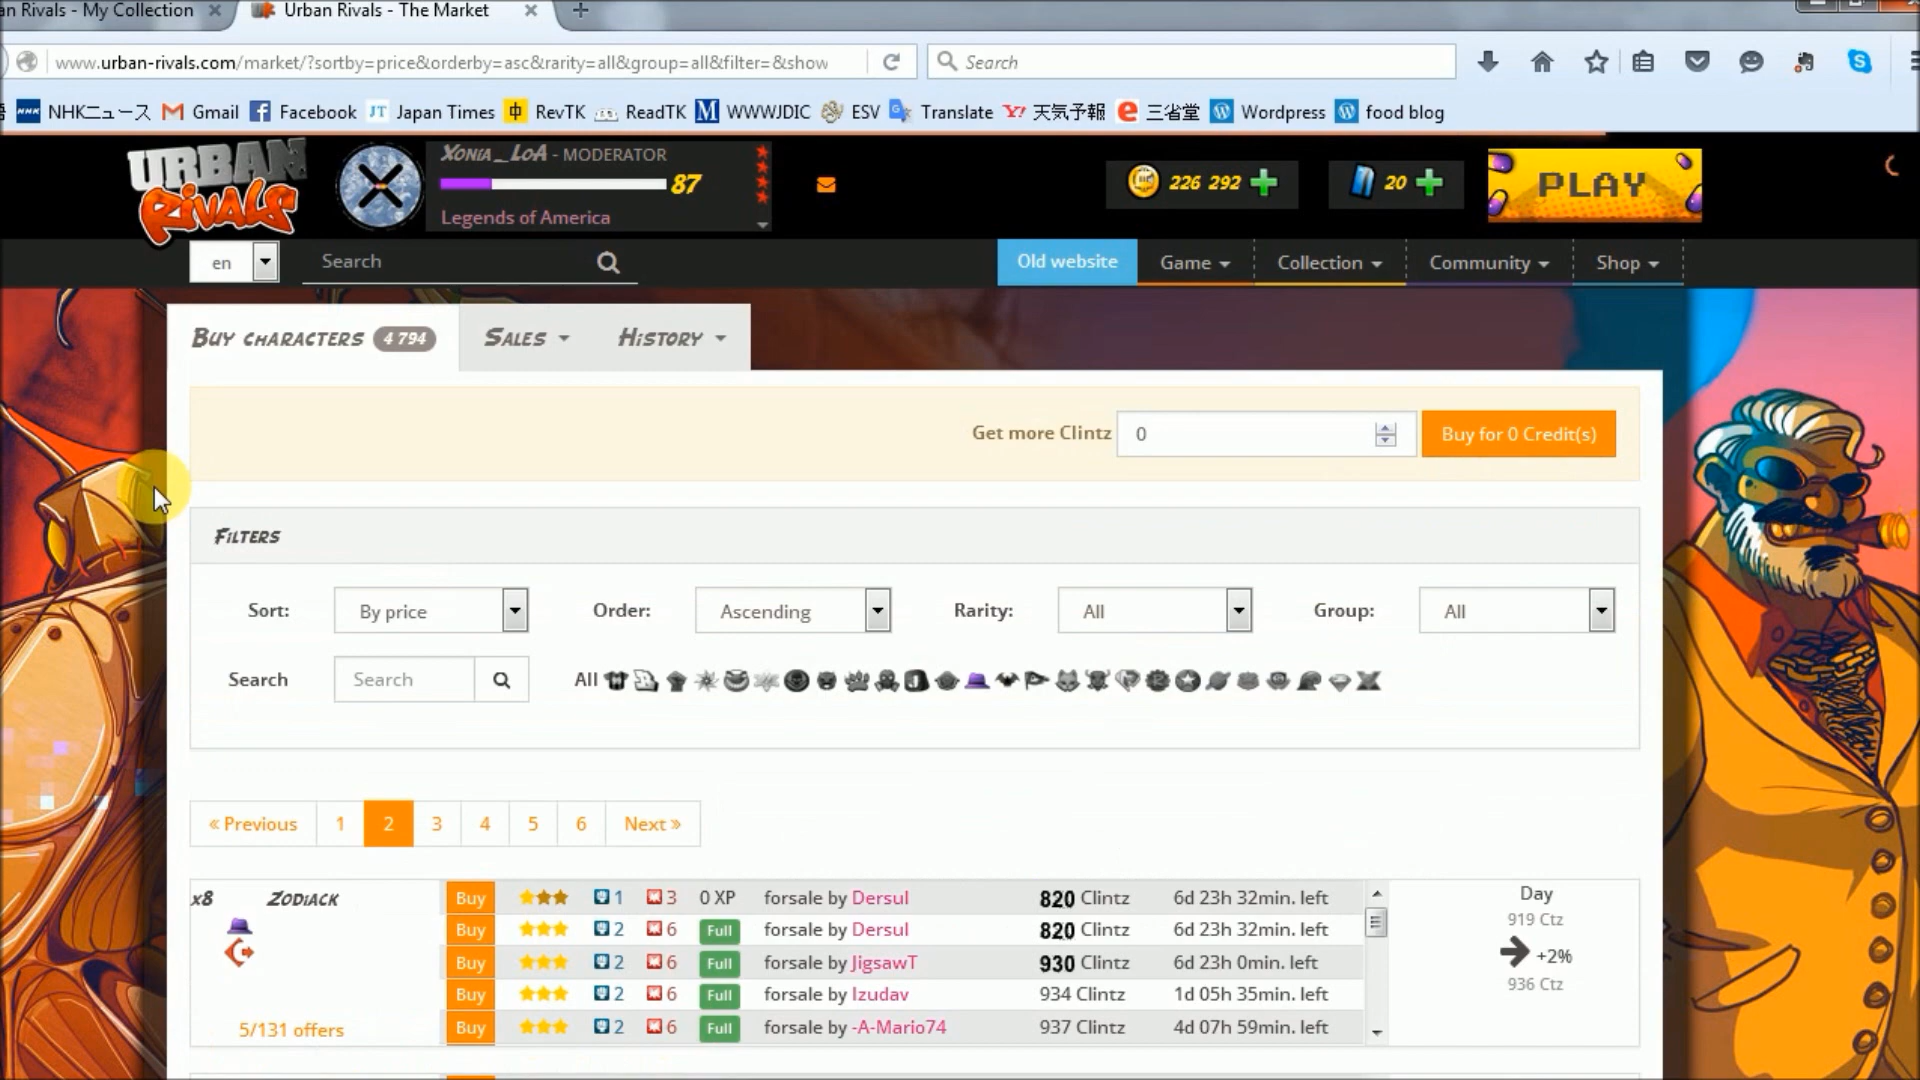 an Rivals - My Collection
Urban Rivals - The Market
www.urban-rivals.com/market/?sortby=price&orderby=asc&rarity=all&group=all&filter=&show
Search
NHKニュース
Gmail
Facebook
JT
Japan Times
中
RevTK
ReadTK
M
WWWJDIC
ESV
Translate
天気予報
三省堂
Wordpress
food blog
URBAN
RIVALS
Xonia_LoA - MODERATOR
87
Legends of America
226 292
20
PLAY
en
Search
Old website
Game
Collection
Community
Shop
Buy characters 4 794
Sales
History
Get more Clintz
0
Buy for 0 Credit(s)
Filters
Sort:
By price
Order:
Ascending
Rarity:
All
Group:
All
Search
Search
All
« Previous
1
2
3
4
5
6
Next »
x8
Zodiack
5/131 offers
Buy 1 3 0 XP forsale by Dersul 820 Clintz 6d 23h 32min. left
Buy 2 6 Full forsale by Dersul 820 Clintz 6d 23h 32min. left
Buy 2 6 Full forsale by JigsawT 930 Clintz 6d 23h 0min. left
Buy 2 6 Full forsale by Izudav 934 Clintz 1d 05h 35min. left
Buy 2 6 Full forsale by -A-Mario74 937 Clintz 4d 07h 59min. left
Day
919 Ctz
+2%
936 Ctz